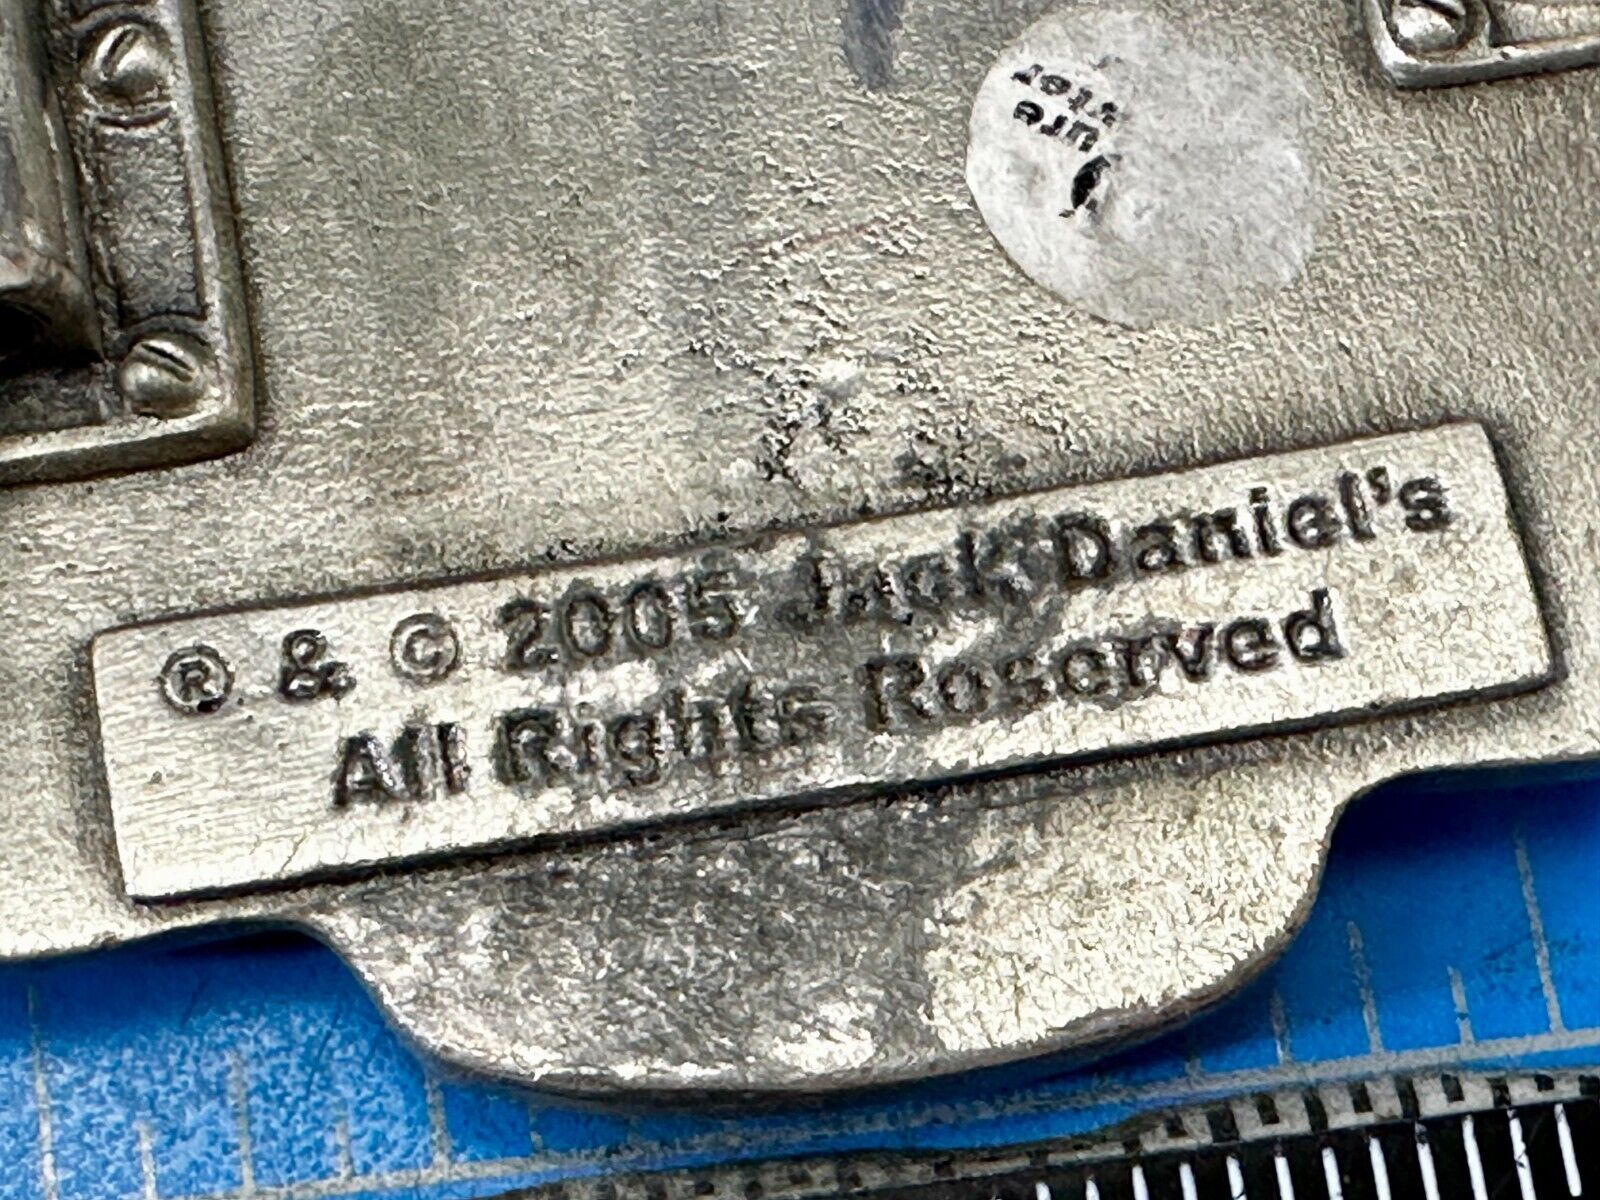 ® & © 2005 Jack Daniel's
All Rights Reserved